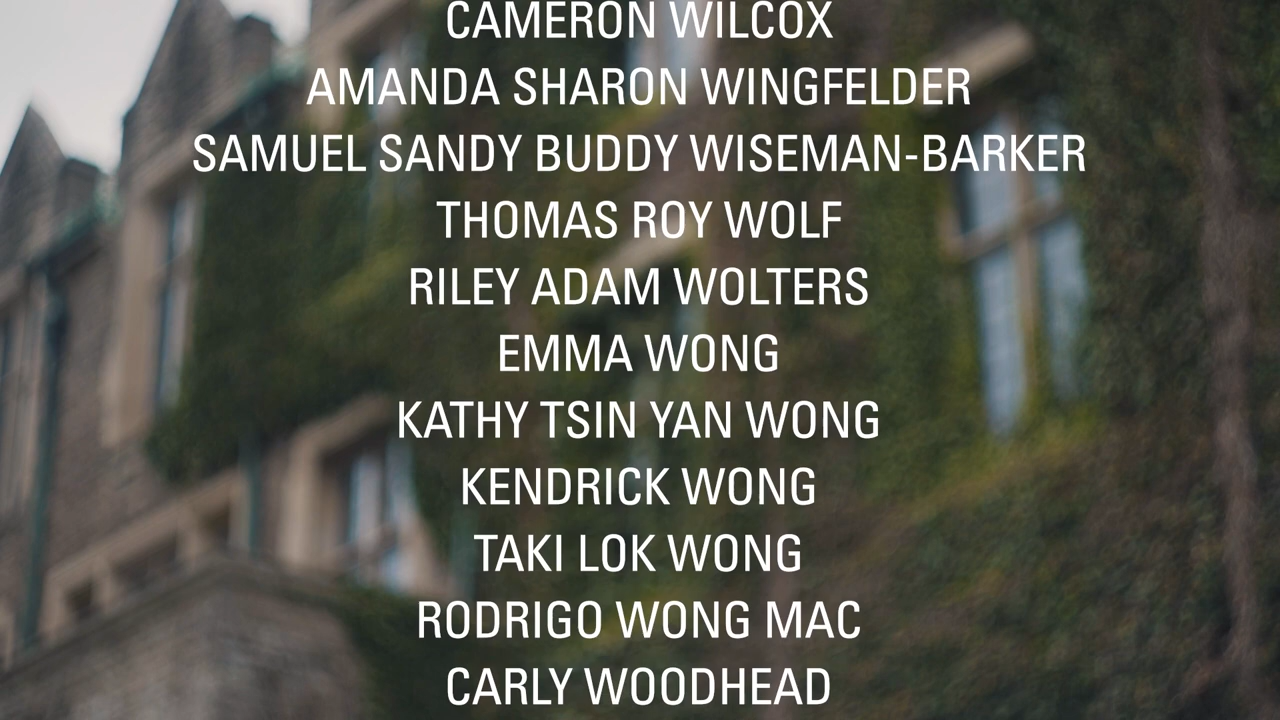 CAMERON WILCOX
AMANDA SHARON WINGFELDER
SAMUEL SANDY BUDDY WISEMAN-BARKER
THOMAS ROY WOLF
RILEY ADAM WOLTERS
EMMA WONG
KATHY TSIN YAN WONG
KENDRICK WONG
TAKI LOK WONG
RODRIGO WONG MAC
CARLY WOODHEAD